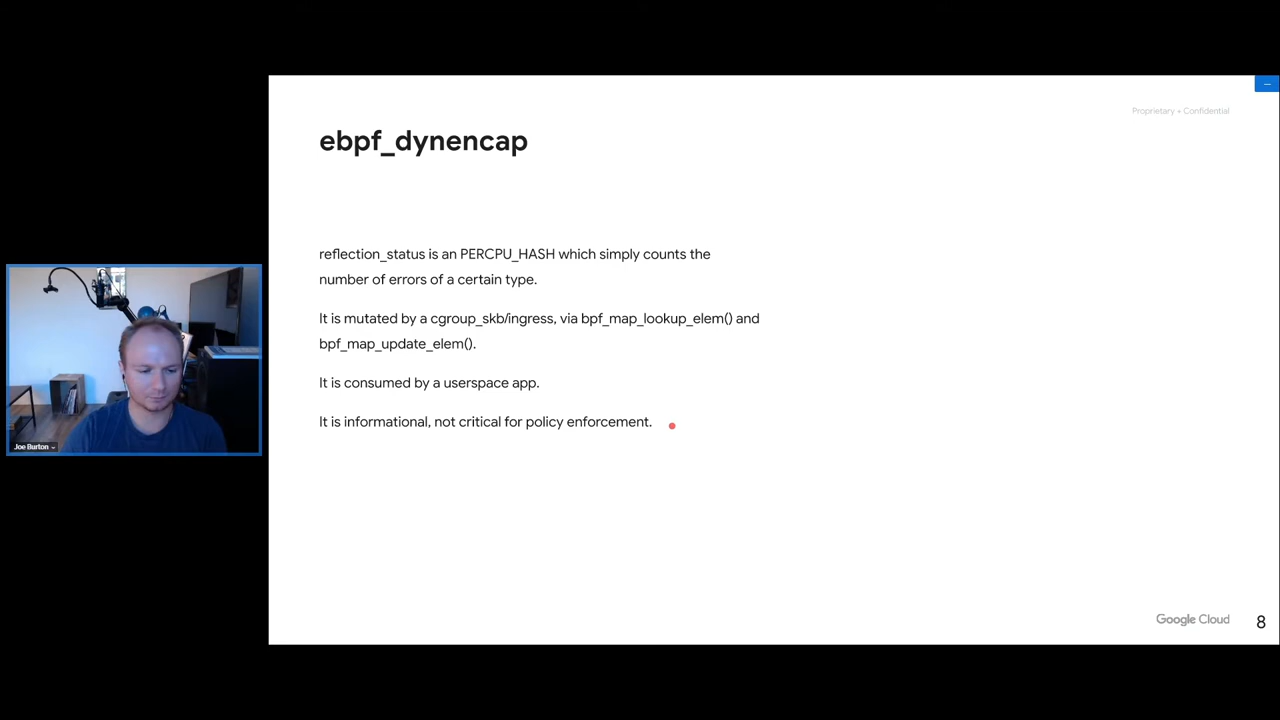 Proprietary + Confidential
ebpf_dynencap
reflection_status is an PERCPU_HASH which simply counts the
number of errors of a certain type.
It is mutated by a cgroup_skb/ingress, via bpf_map_lookup_elem() and
bpf_map_update_elem().
It is consumed by a userspace app.
It is informational, not critical for policy enforcement.
Joe Burton
Google Cloud
8